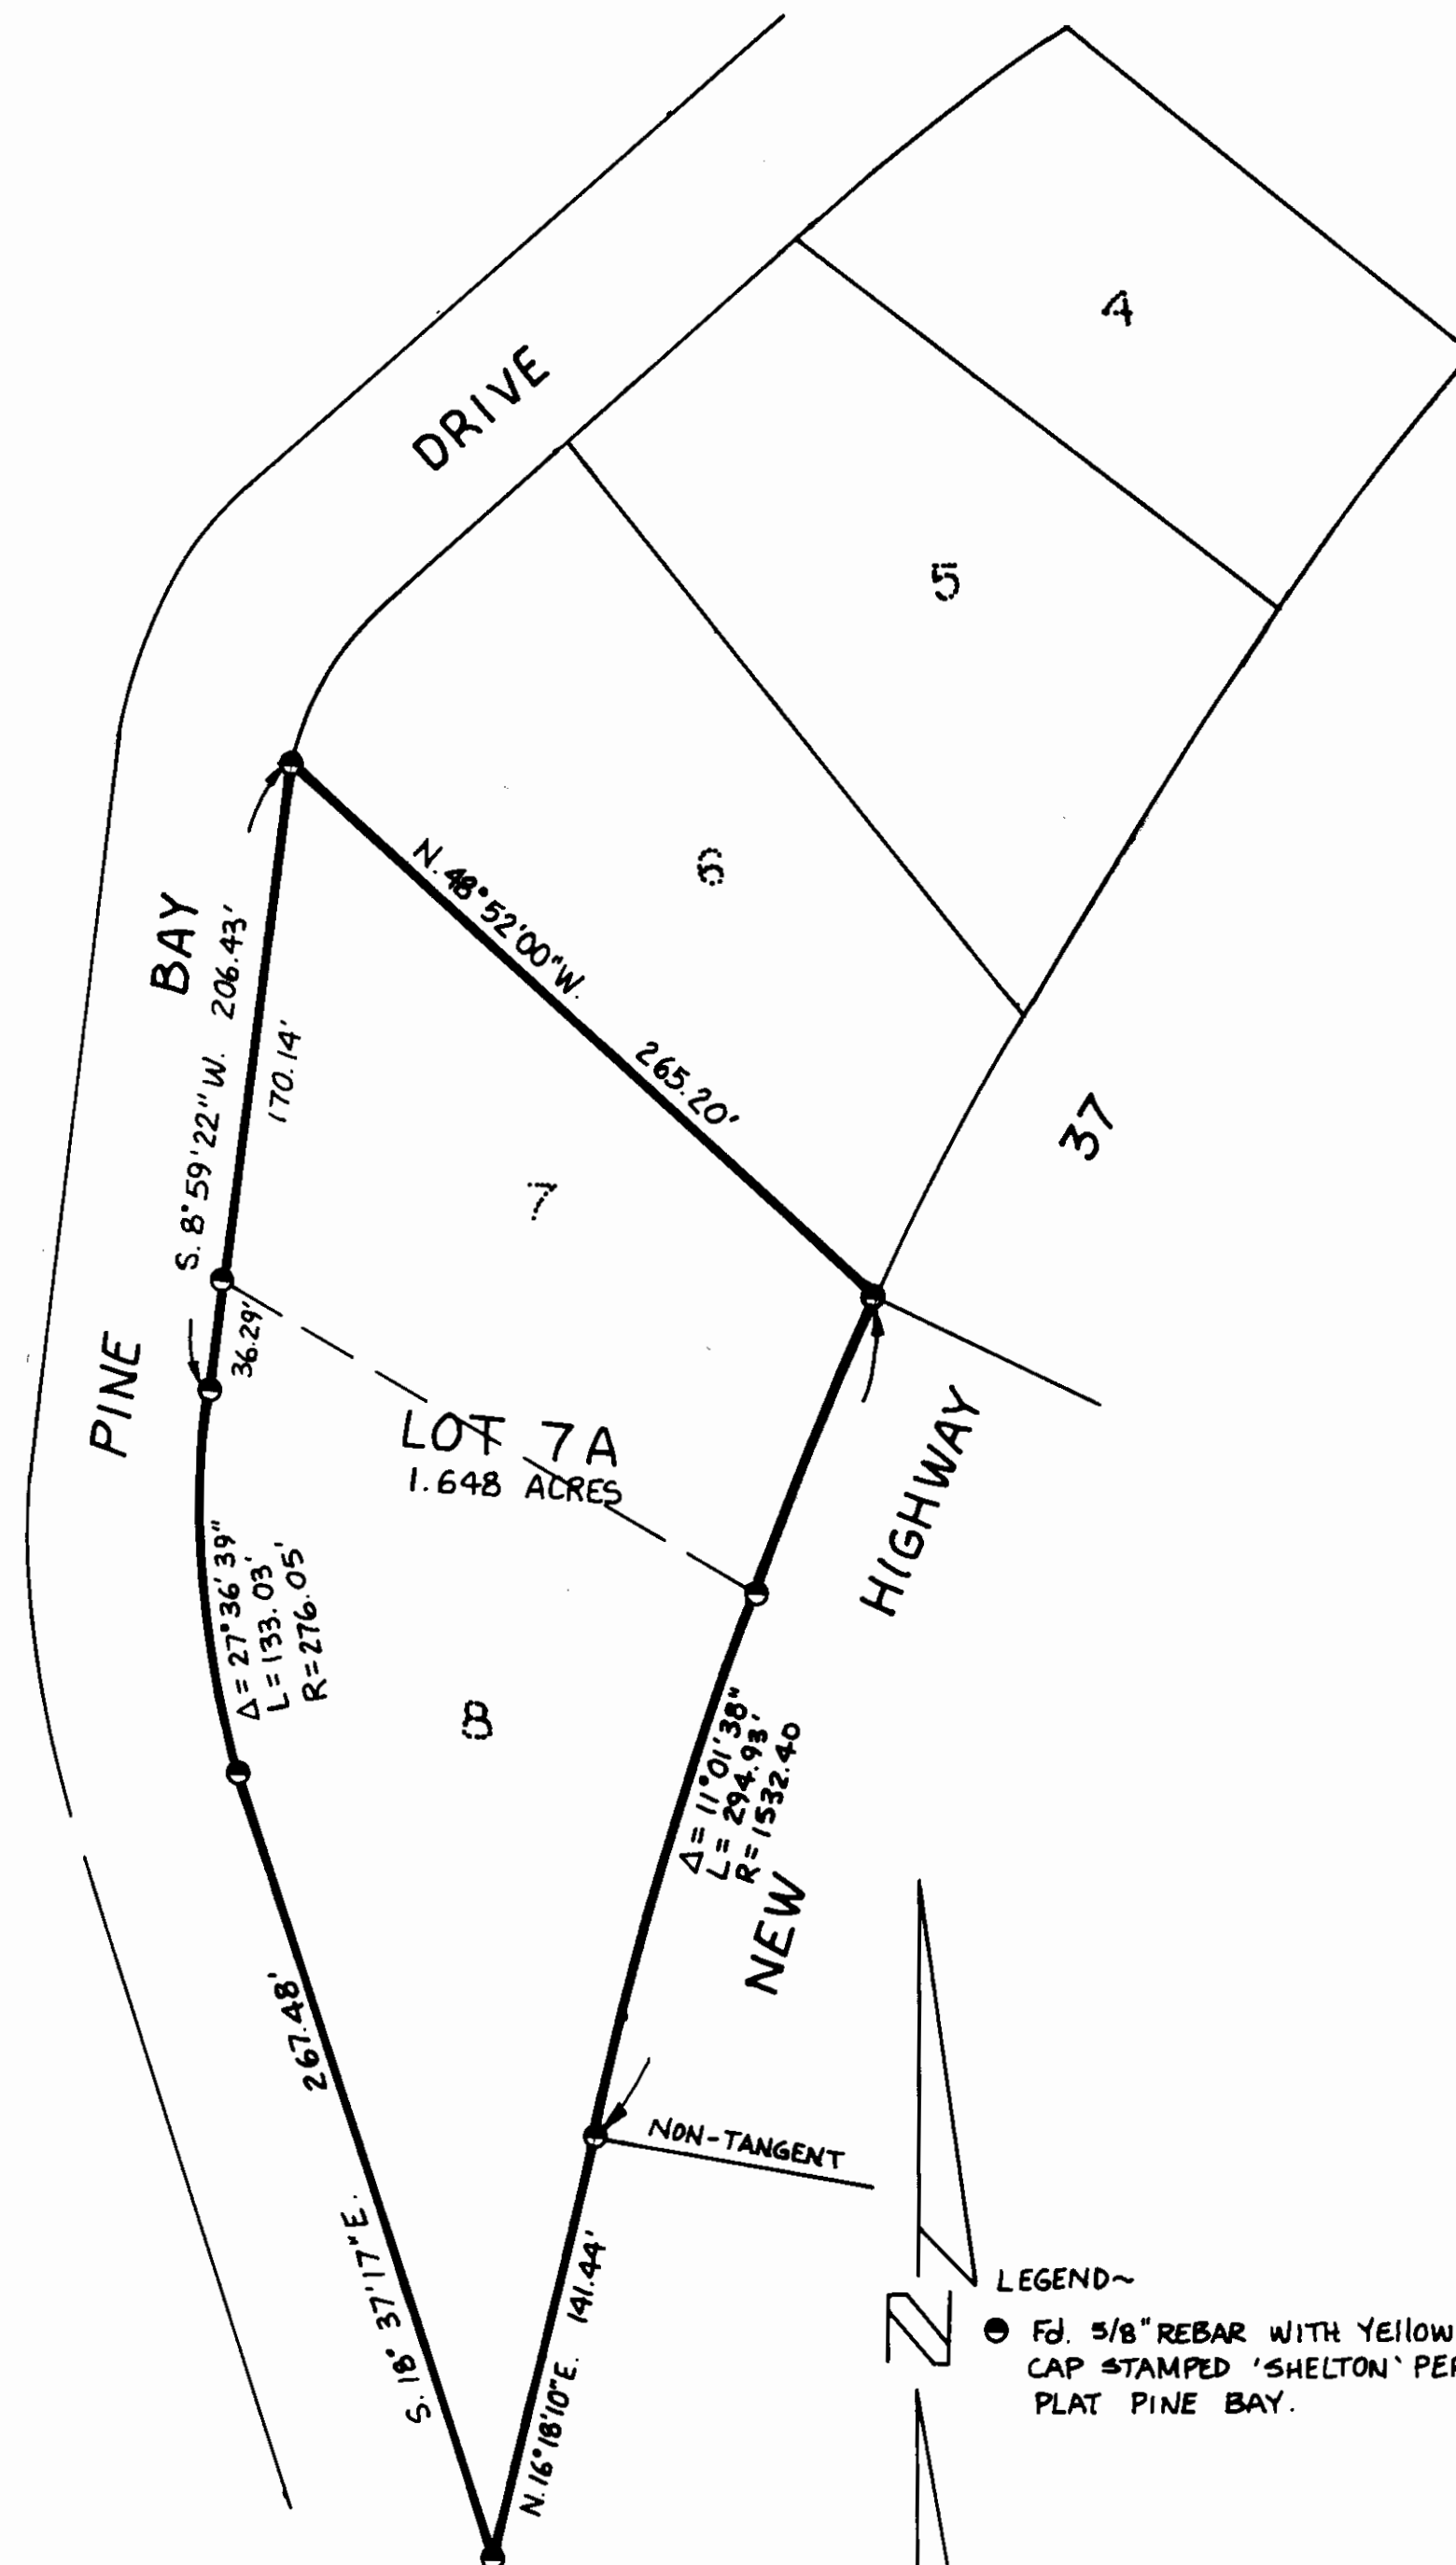 4
DRIVE
5
6
N. 48°52'00"W.
265.20'
BAY
S. 8°59'22"W. 206.43'
170.14'
37
7
36.29'
PINE
LOT 7A
1.648 ACRES
HIGHWAY
Δ=27°36'39"
L=133.03'
R=276.05'
8
Δ=11°01'38"
L=294.93'
R=1532.40
NEW
267.48'
S. 18° 37'17"E.
NON-TANGENT
N.16°18'10"E. 141.44'
N
LEGEND~
Fd. 5/8" REBAR WITH YEllOW
CAP STAMPED 'SHELTON' PER
PLAT PINE BAY.